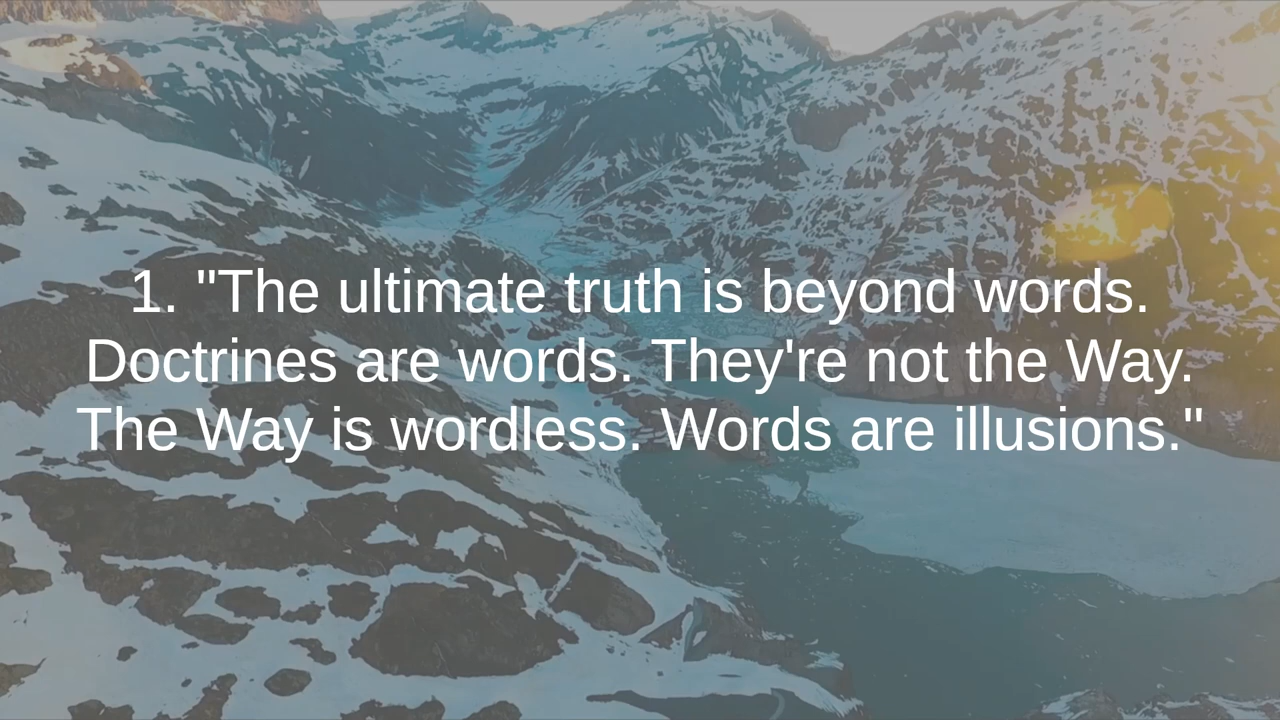 1. "The ultimate truth is beyond words.
Doctrines are words. They're not the Way.
The Way is wordless. Words are illusions."